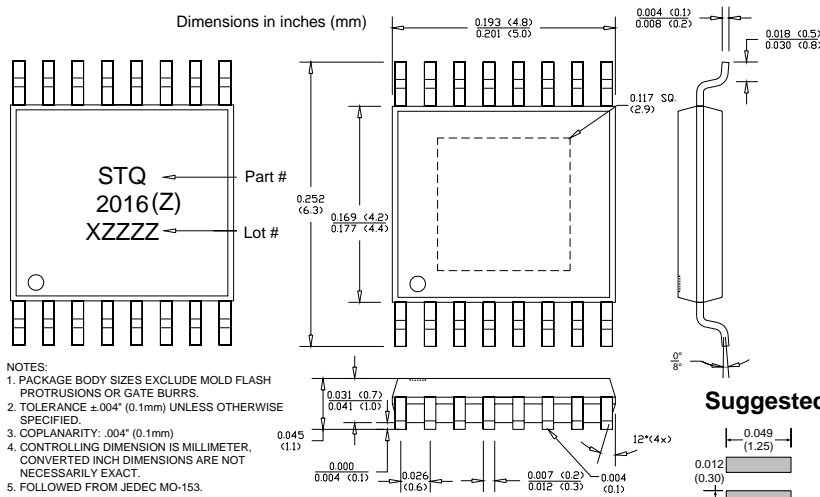 Dimensions in inches (mm)
0.193 (4.8)
0.201 (5.0)
0.004 (0.1)
0.008 (0.2)
0.018 (0.5)
0.030 (0.8)
0.117 SQ.
(2.9)
STQ
Part #
2016 (Z)
XZZZZ
Lot #
0.252
(6.3)
0.169 (4.2)
0.177 (4.4)
0°
8°
NOTES:
1. PACKAGE BODY SIZES EXCLUDE MOLD FLASH
PROTRUSIONS OR GATE BURRS.
2. TOLERANCE ±.004" (0.1mm) UNLESS OTHERWISE
SPECIFIED.
3. COPLANARITY: .004" (0.1mm)
4. CONTROLLING DIMENSION IS MILLIMETER,
CONVERTED INCH DIMENSIONS ARE NOT
NECESSARILY EXACT.
5. FOLLOWED FROM JEDEC MO-153.
0.031 (0.7)
0.041 (1.0)
0.045
(1.1)
0.000
0.004 (0.1)
0.026
(0.6)
0.007 (0.2)
0.012 (0.3)
0.004
(0.1)
12°(4x)
Suggested
0.049
(1.25)
0.012
(0.30)